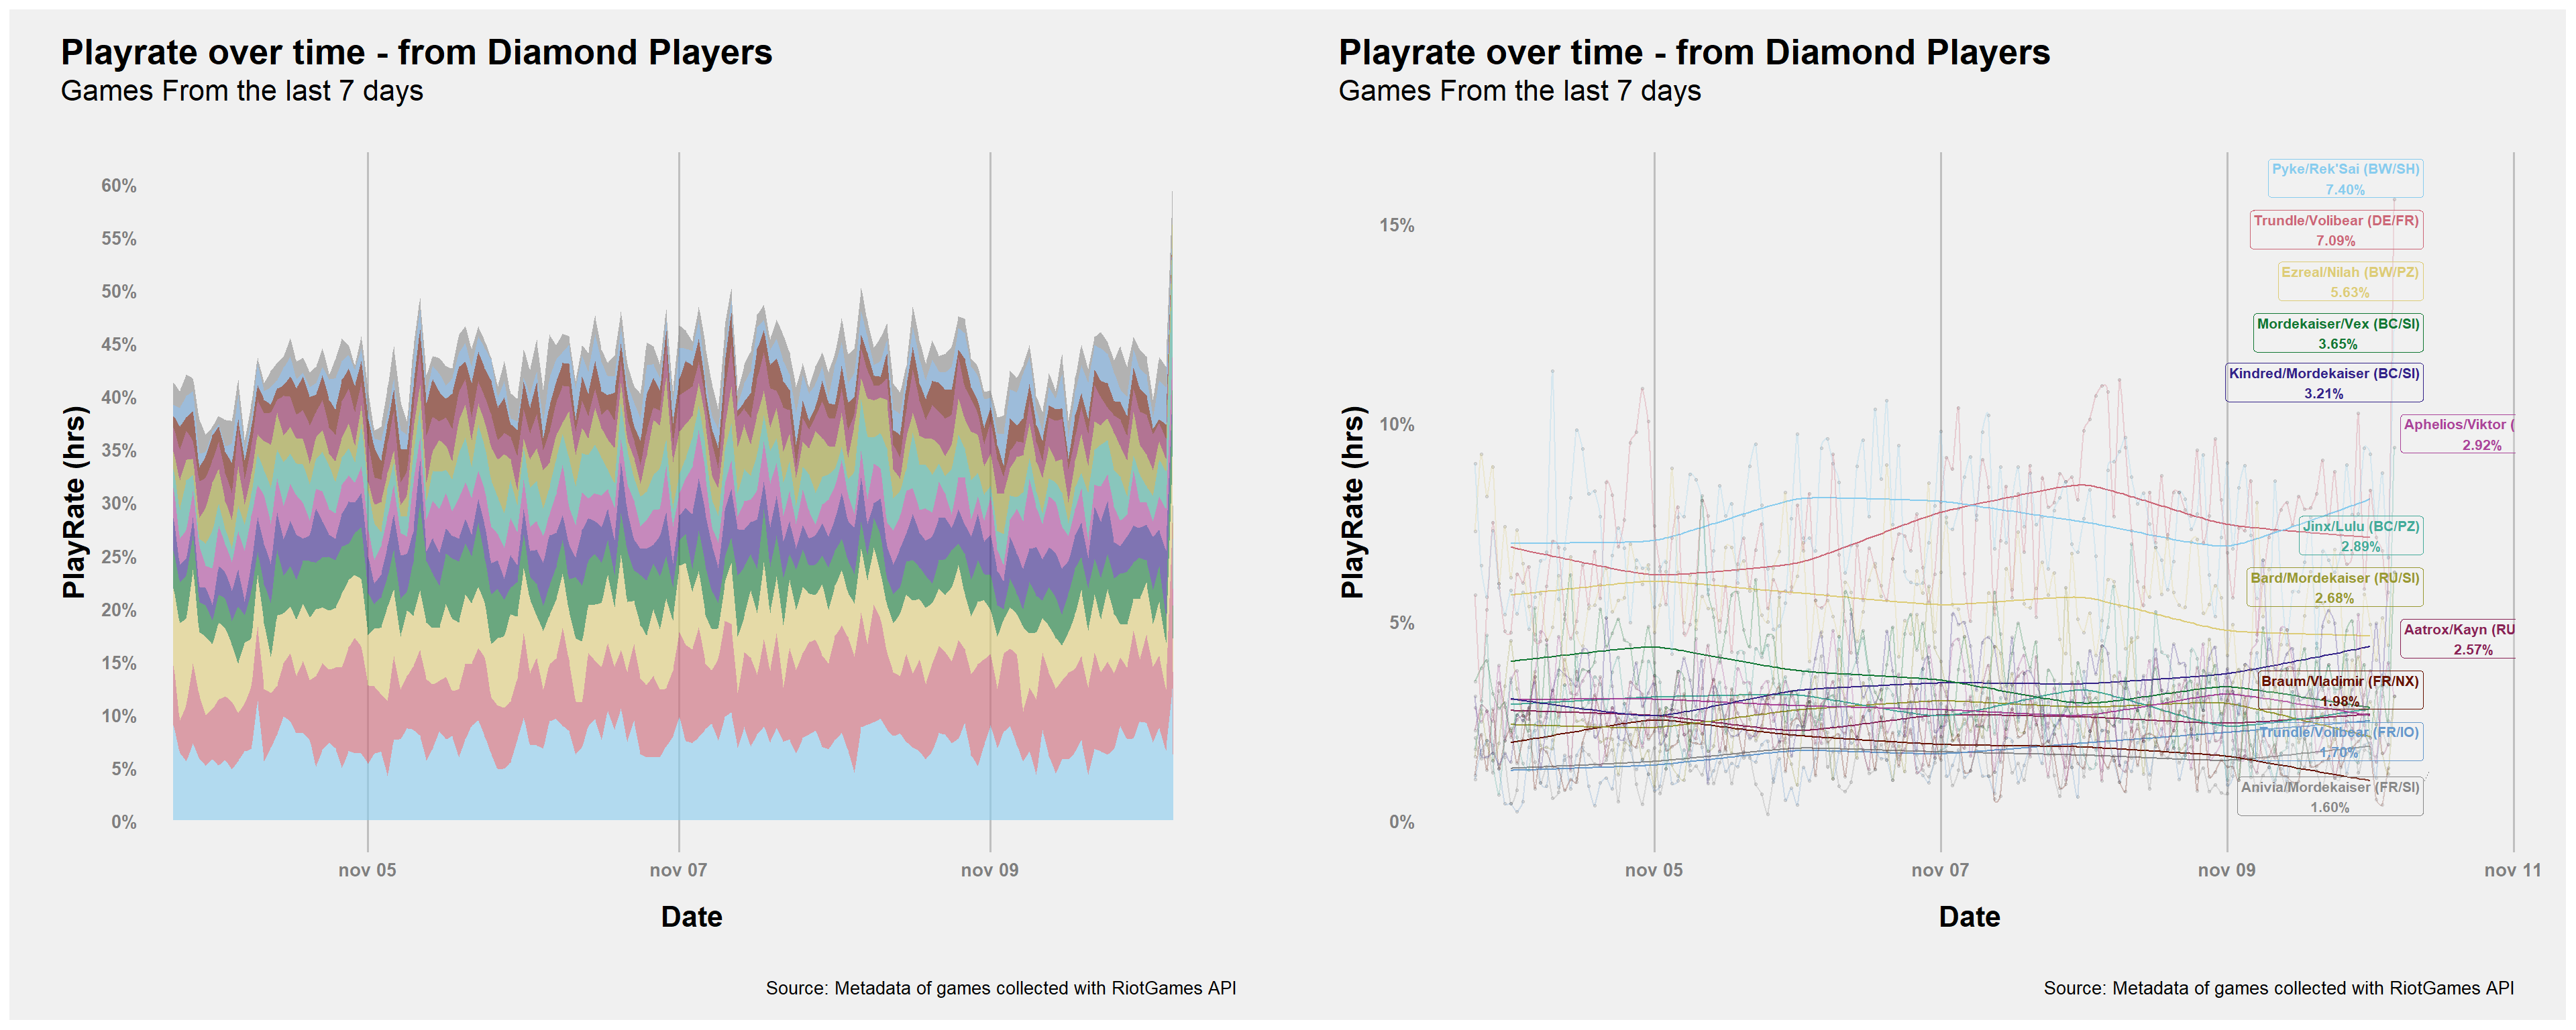 Playrate over time - from Diamond Players
Games From the last 7 days
60%
55%
50%
45%
40%
35%
30%
25%
20%
15%
10%
5%
0%
PlayRate (hrs)
nov 05
nov 07
nov 09
Date
Source: Metadata of games collected with RiotGames API
Playrate over time - from Diamond Players
Games From the last 7 days
15%
10%
5%
0%
PlayRate (hrs)
Pyke/Rek'Sai (BW/SH)
7.40%
Trundle/Volibear (DE/FR)
7.09%
Ezreal/Nilah (BW/PZ)
5.63%
Mordekaiser/Vex (BC/SI)
3.65%
Kindred/Mordekaiser (BC/SI)
3.21%
Aphelios/Viktor (
2.92%
Jinx/Lulu (BC/PZ)
2.89%
Bard/Mordekaiser (RU/SI)
2.68%
Aatrox/Kayn (RU
2.57%
Braum/Vladimir (FR/NX)
1.98%
Trundle/Volibear (FR/IO)
1.70%
Anivia/Mordekaiser (FR/SI)
1.60%
nov 05
nov 07
nov 09
nov 11
Date
Source: Metadata of games collected with RiotGames API